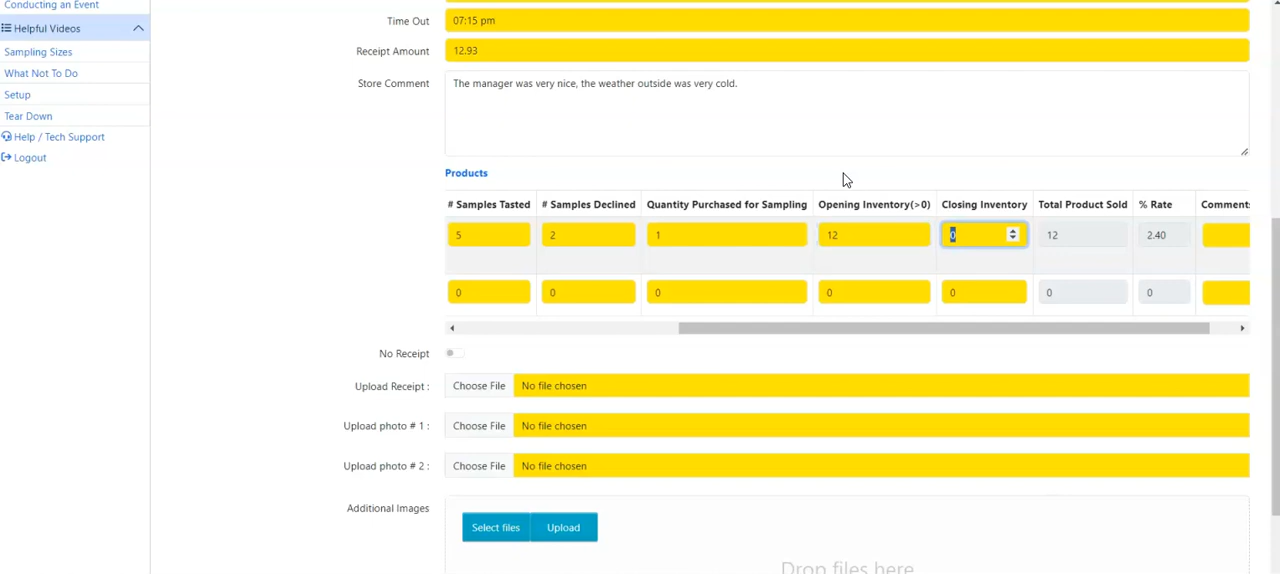 Conducting an Event
Helpful Videos
Sampling Sizes
What Not To Do
Setup
Tear Down
Help / Tech Support
Logout
Time Out 07:15 pm
Receipt Amount 12.93
Store Comment The manager was very nice, the weather outside was very cold.
Products
# Samples Tasted # Samples Declined Quantity Purchased for Sampling Opening Inventory(>0) Closing Inventory Total Product Sold % Rate Comments
5 2 1 12 0 12 2.40
0 0 0 0 0 0 0
No Receipt
Upload Receipt : Choose File No file chosen
Upload photo # 1 : Choose File No file chosen
Upload photo # 2 : Choose File No file chosen
Additional Images
Select files Upload
Drop files here